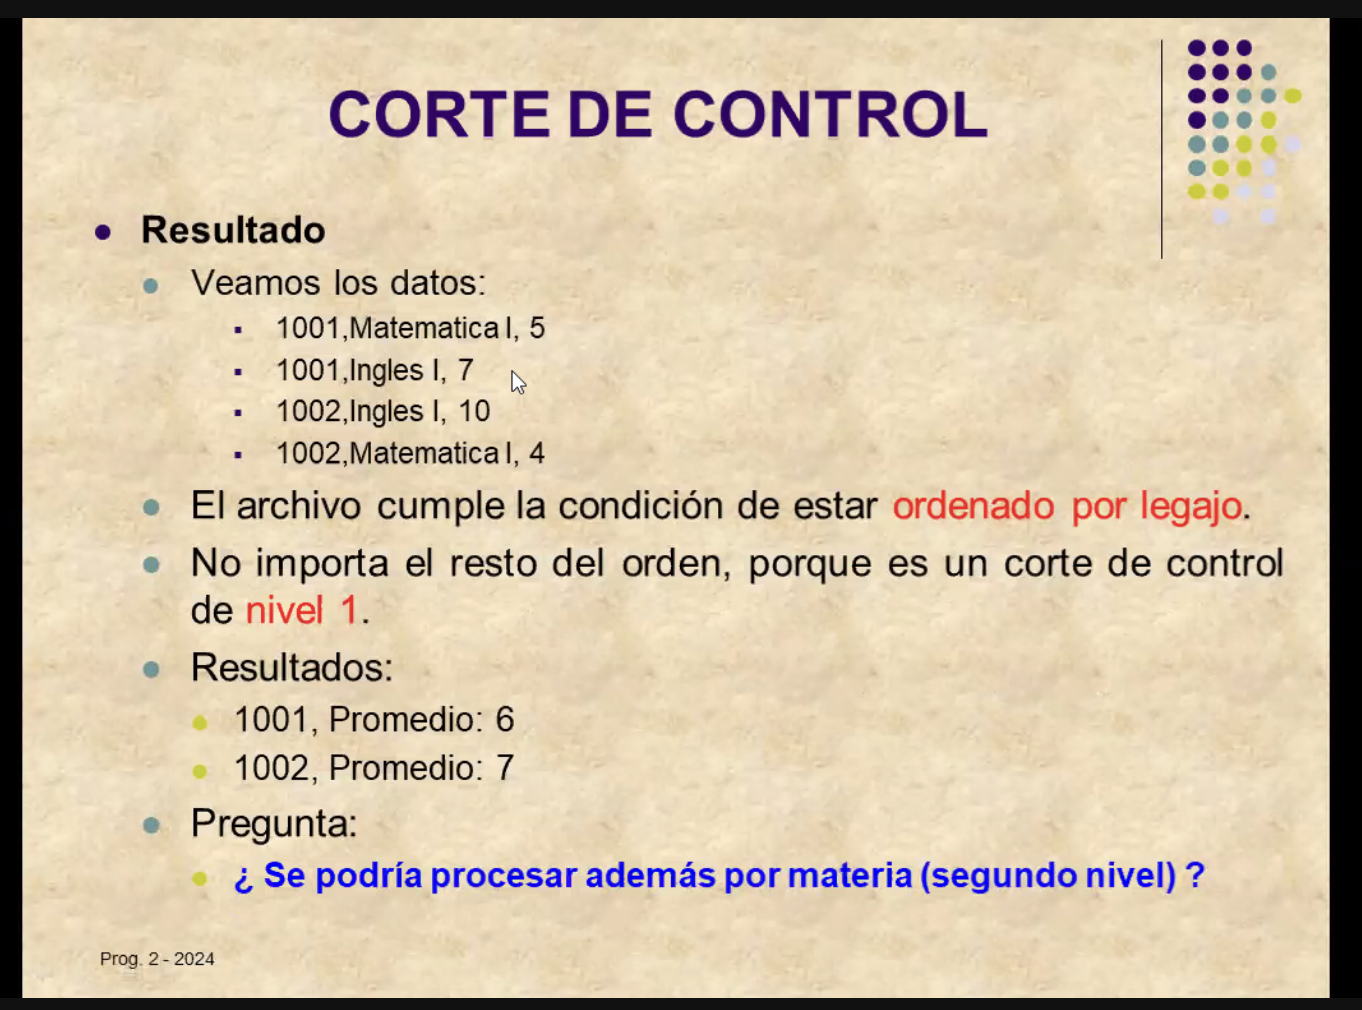 CORTE DE CONTROL
Resultado
Veamos los datos:
1001,Matematica I, 5
1001,Ingles I, 7
1002,Ingles I, 10
1002,Matematica I, 4
El archivo cumple la condición de estar ordenado por legajo.
No importa el resto del orden, porque es un corte de control
de nivel 1.
Resultados:
1001, Promedio: 6
1002, Promedio: 7
Pregunta:
¿ Se podría procesar además por materia (segundo nivel) ?
Prog. 2 - 2024